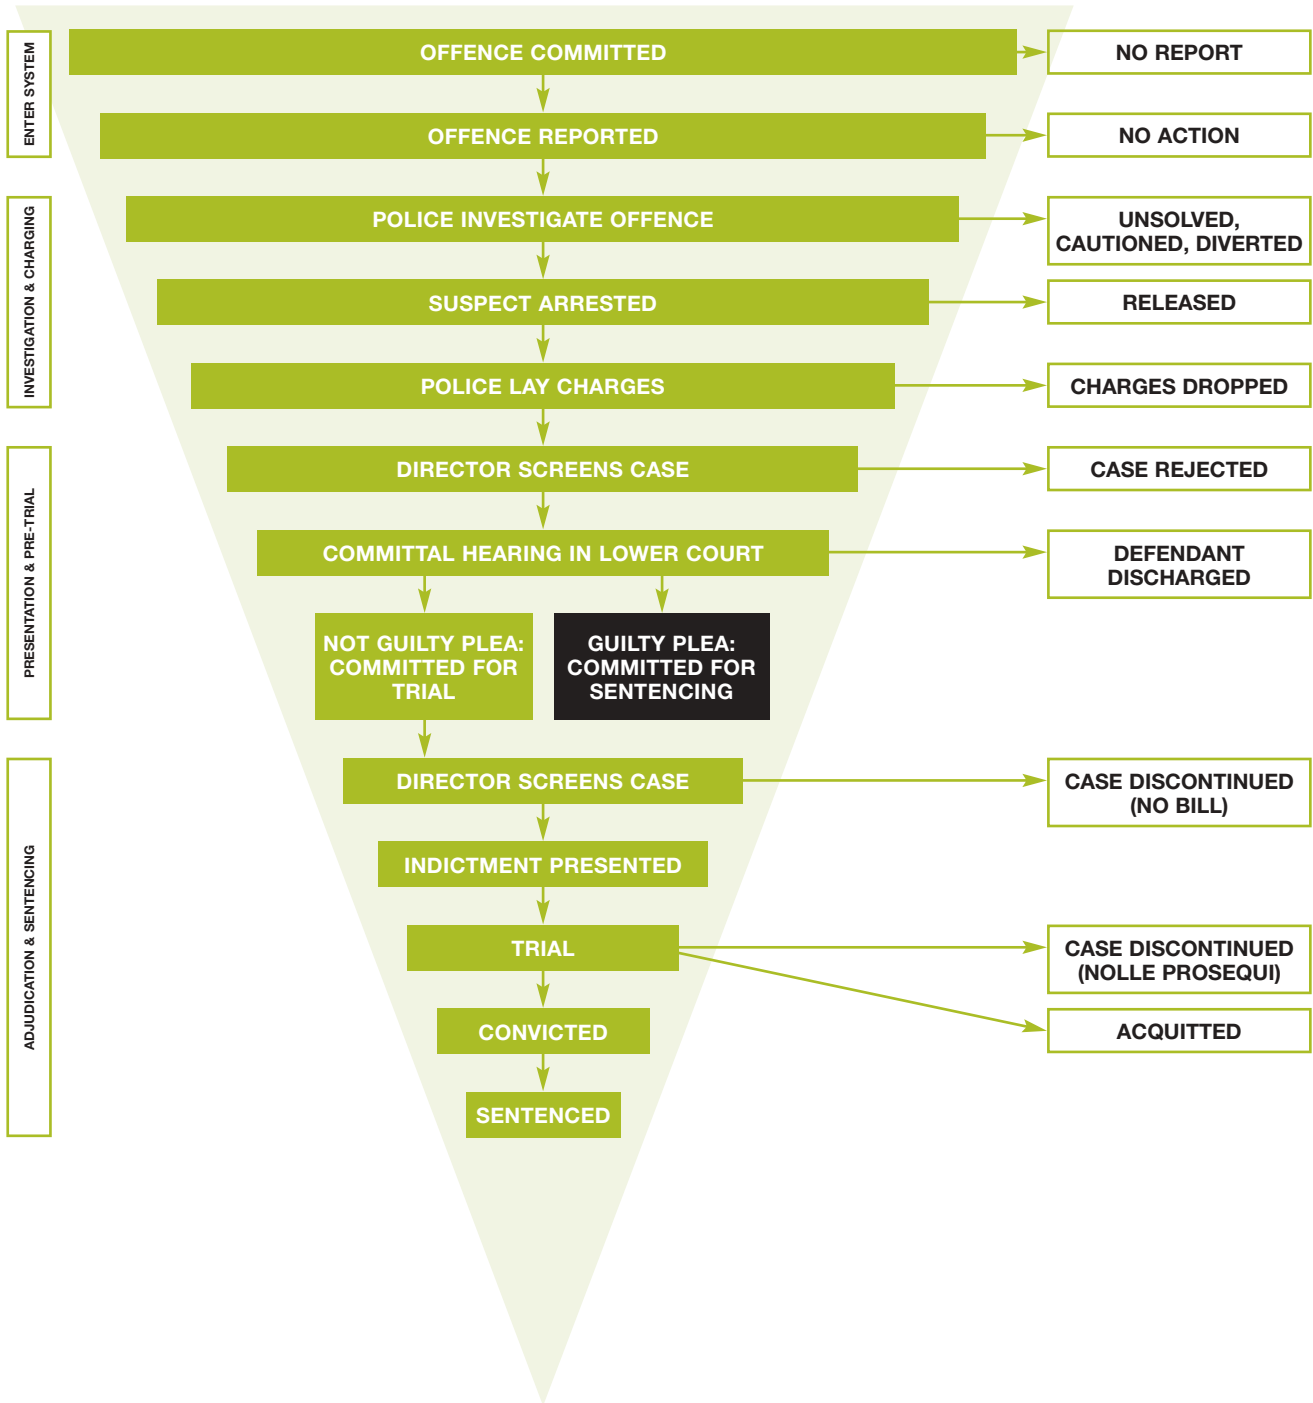 ENTER SYSTEM
OFFENCE COMMITTED
NO REPORT
OFFENCE REPORTED
NO ACTION
INVESTIGATION & CHARGING
POLICE INVESTIGATE OFFENCE
UNSOLVED,
CAUTIONED, DIVERTED
SUSPECT ARRESTED
RELEASED
POLICE LAY CHARGES
CHARGES DROPPED
PRESENTATION & PRE-TRIAL
DIRECTOR SCREENS CASE
CASE REJECTED
COMMITTAL HEARING IN LOWER COURT
DEFENDANT
DISCHARGED
NOT GUILTY PLEA:
COMMITTED FOR
TRIAL
GUILTY PLEA:
COMMITTED FOR
SENTENCING
ADJUDICATION & SENTENCING
DIRECTOR SCREENS CASE
CASE DISCONTINUED
(NO BILL)
INDICTMENT PRESENTED
TRIAL
CASE DISCONTINUED
(NOLLE PROSEQUI)
CONVICTED
ACQUITTED
SENTENCED